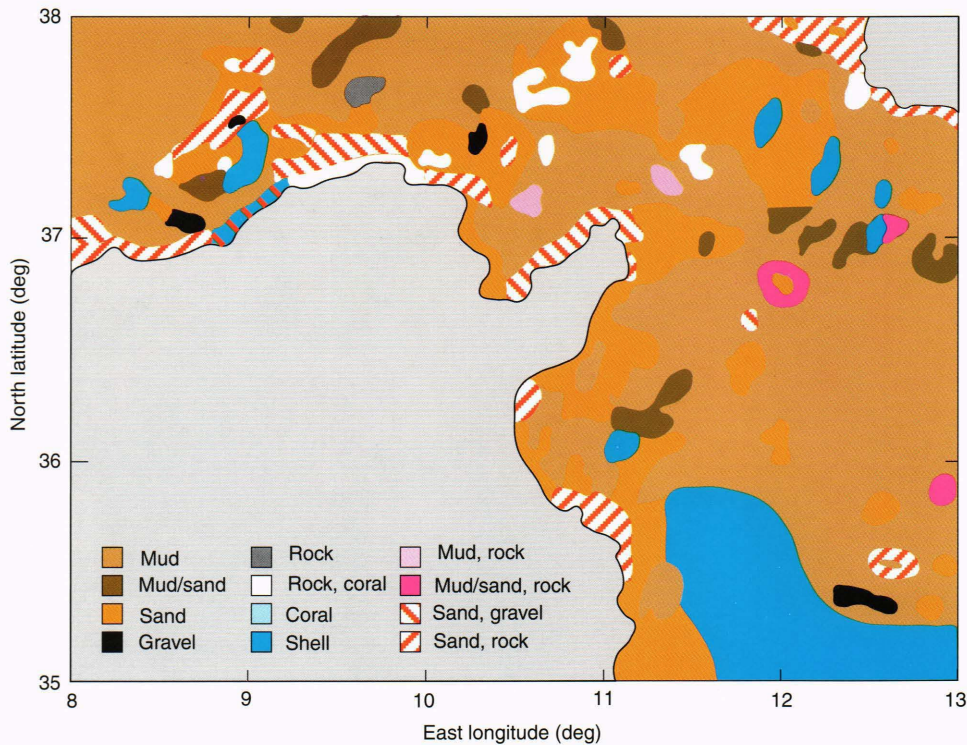 38
37
36
35
North latitude (deg)
Mud
Mud/sand
Sand
Gravel
Rock
Rock, coral
Coral
Shell
Mud, rock
Mud/sand, rock
Sand, gravel
Sand, rock
8 9 10 11 12 13
East longitude (deg)